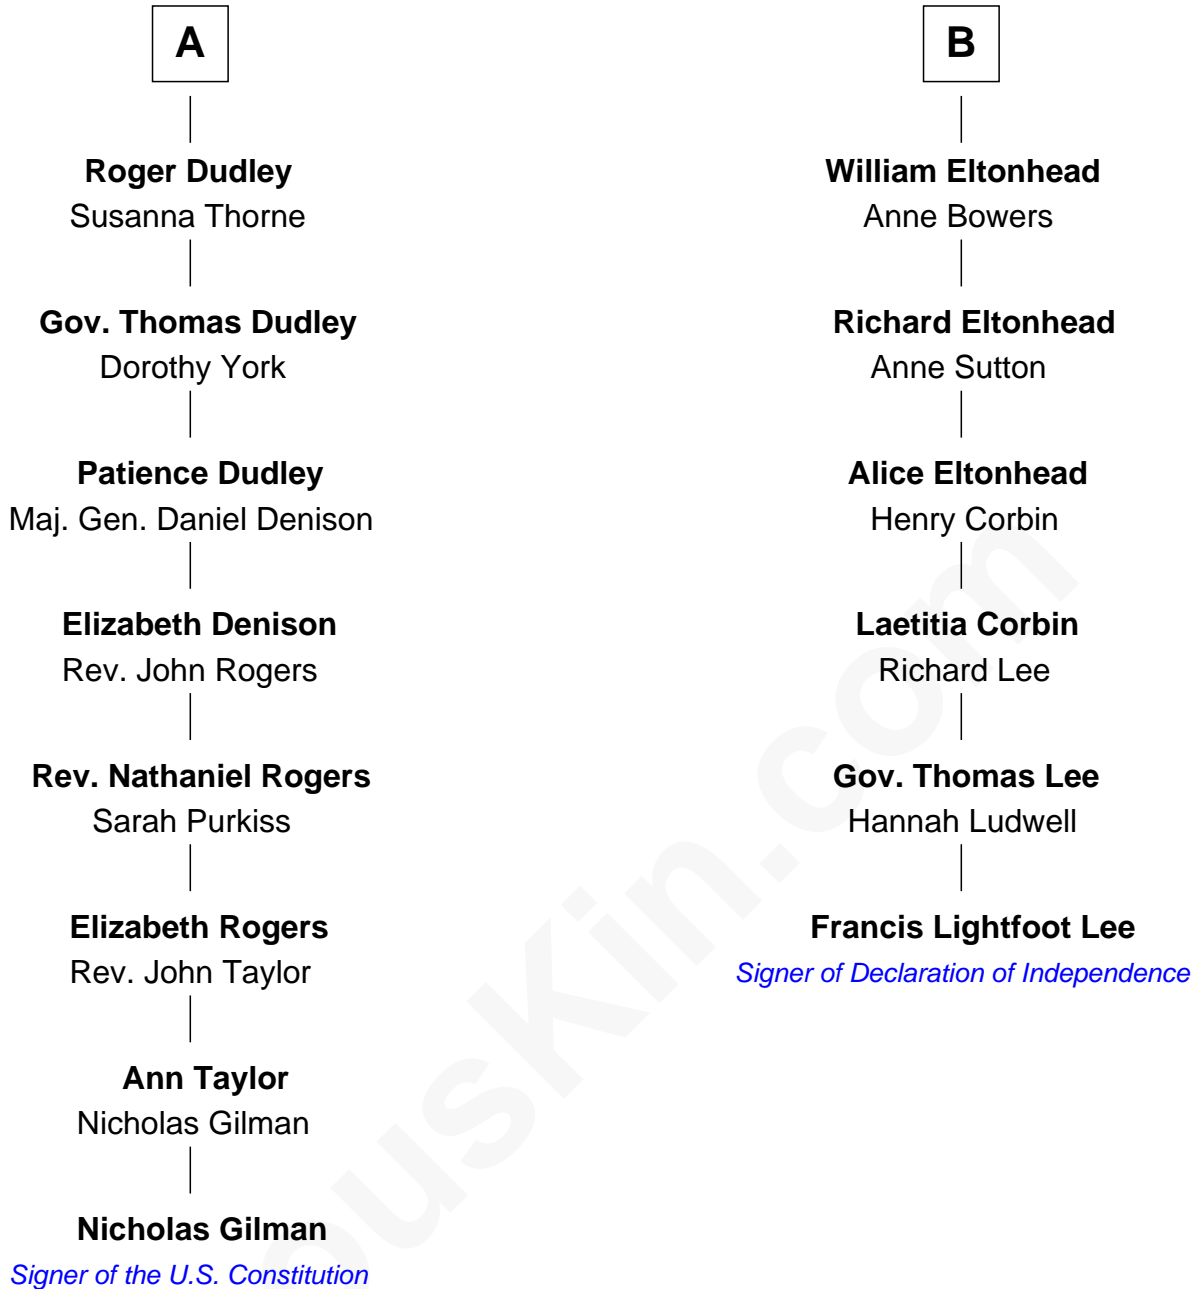 A
Roger Dudley
Susanna Thorne
Gov. Thomas Dudley
Dorothy York
Patience Dudley
Maj. Gen. Daniel Denison
Elizabeth Denison
Rev. John Rogers
Rev. Nathaniel Rogers
Sarah Purkiss
Elizabeth Rogers
Rev. John Taylor
Ann Taylor
Nicholas Gilman
Nicholas Gilman
Signer of the U.S. Constitution
B
William Eltonhead
Anne Bowers
Richard Eltonhead
Anne Sutton
Alice Eltonhead
Henry Corbin
Laetitia Corbin
Richard Lee
Gov. Thomas Lee
Hannah Ludwell
Francis Lightfoot Lee
Signer of Declaration of Independence
ousKin.com